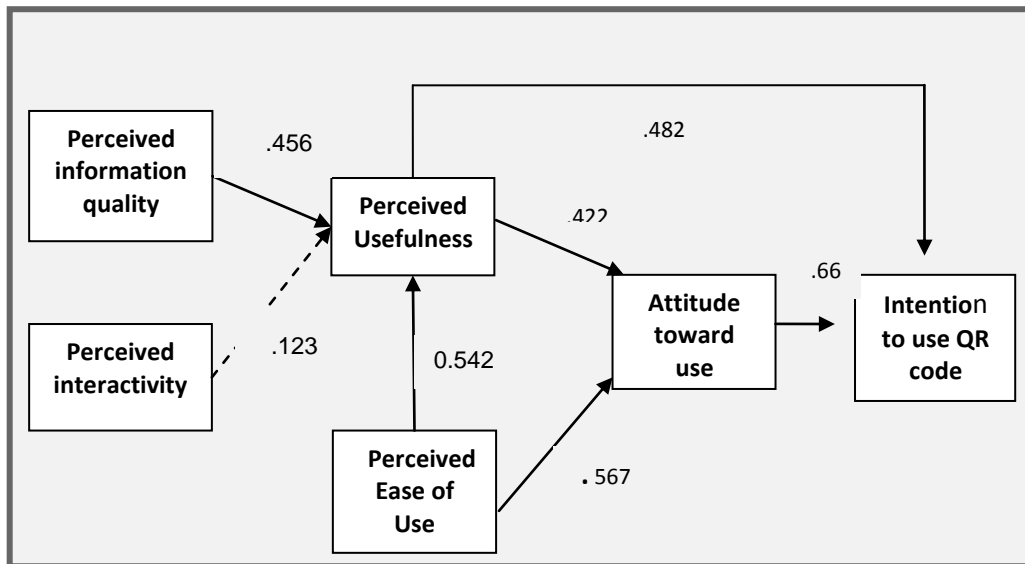 Perceived
information
quality
.456
.482
Perceived
Usefulness
.422
.66
Attitude
toward
use
Intention
to use QR
code
Perceived
interactivity
.123
0.542
Perceived
Ease of
Use
. 567